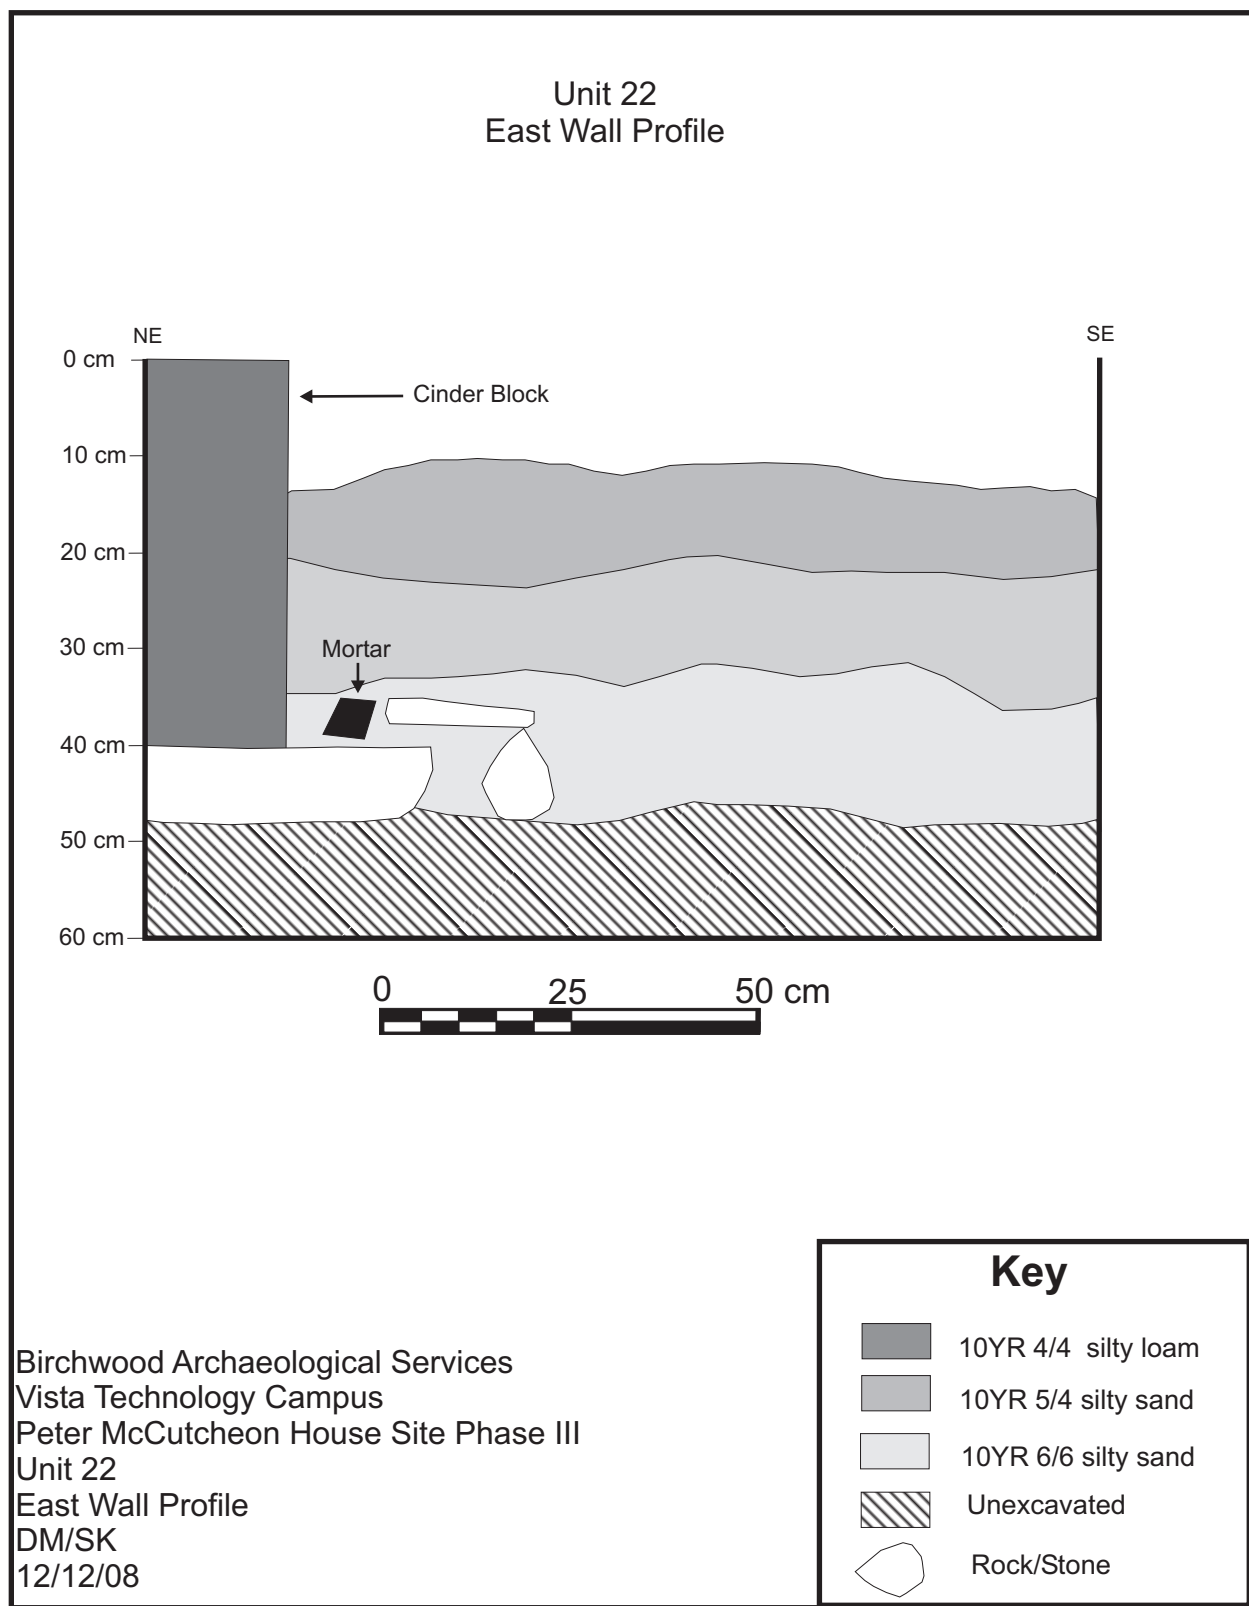 Unit 22
East Wall Profile
NE
SE
0 cm
Cinder Block
10 cm
20 cm
30 cm
Mortar
40 cm
50 cm
60 cm
0 25 50 cm
Key
10YR 4/4 silty loam
10YR 5/4 silty sand
10YR 6/6 silty sand
Unexcavated
Rock/Stone
Birchwood Archaeological Services
Vista Technology Campus
Peter McCutcheon House Site Phase III
Unit 22
East Wall Profile
DM/SK
12/12/08